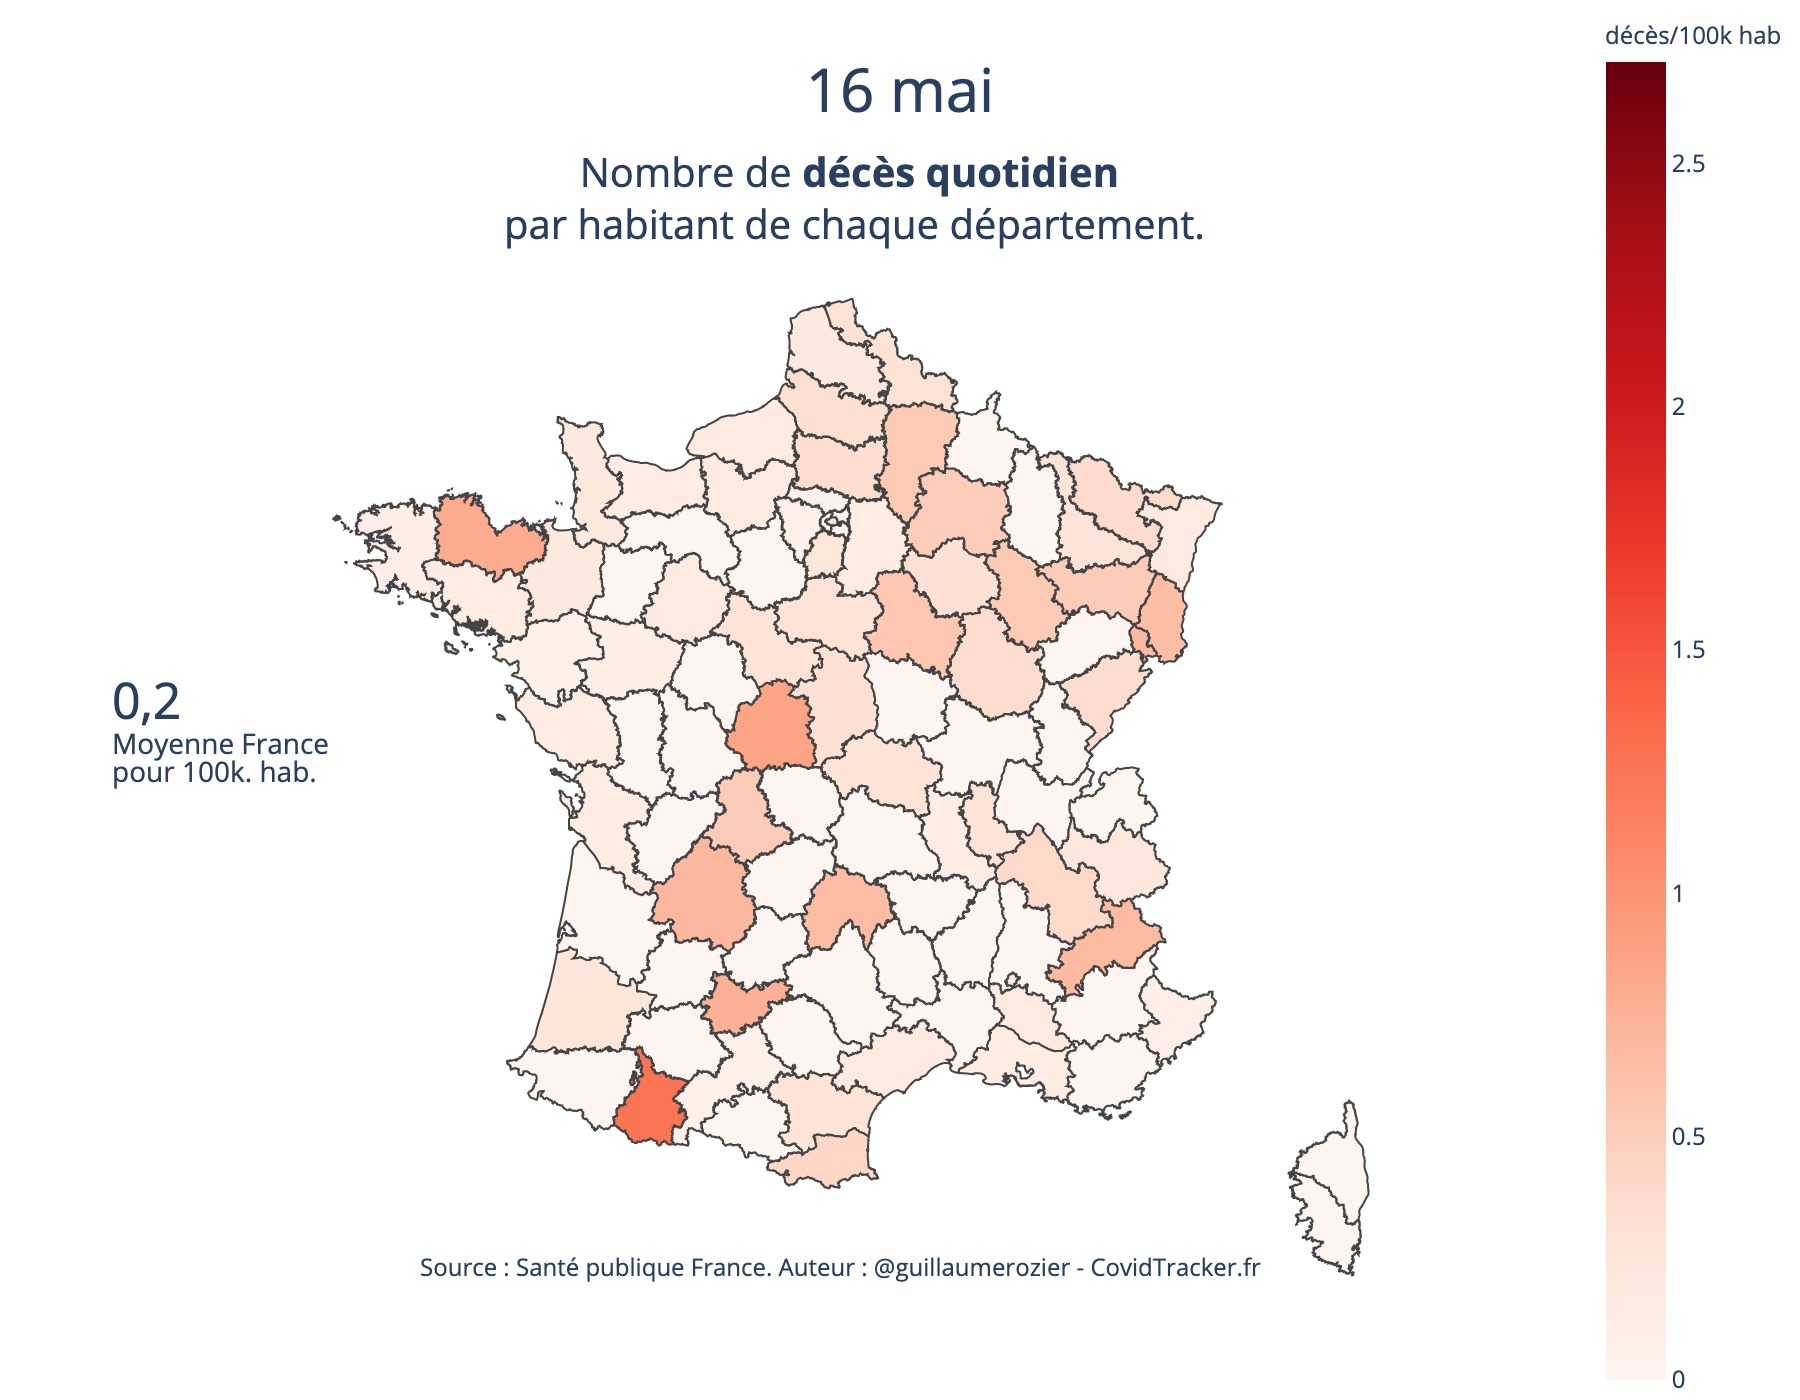 décès/100k hab
16 mai
Nombre de décès quotidien
par habitant de chaque département.
2.5
2
1.5
1
0.5
0
0,2
Moyenne France
pour 100k. hab.
Source : Santé publique France. Auteur : @guillaumerozier - CovidTracker.fr